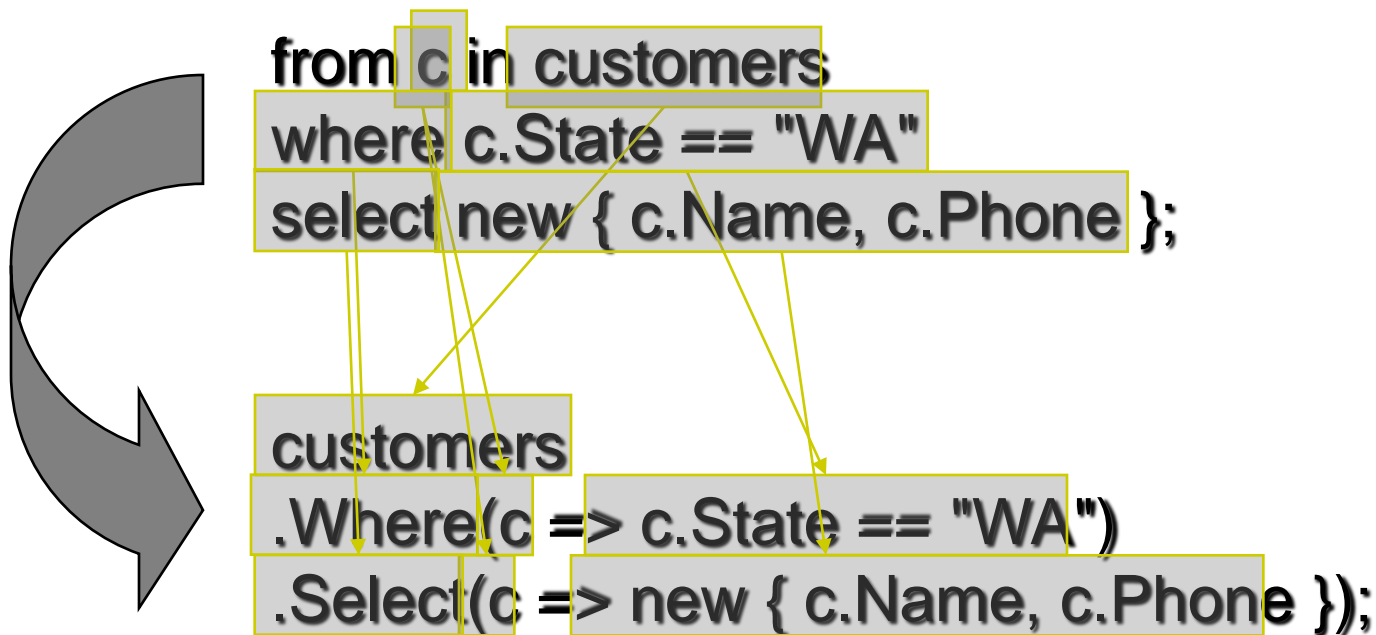 from c in customers
where c.State == "WA"
select new { c.Name, c.Phone };
customers
.Where(c => c.State == "WA")
.Select(c => new { c.Name, c.Phone });